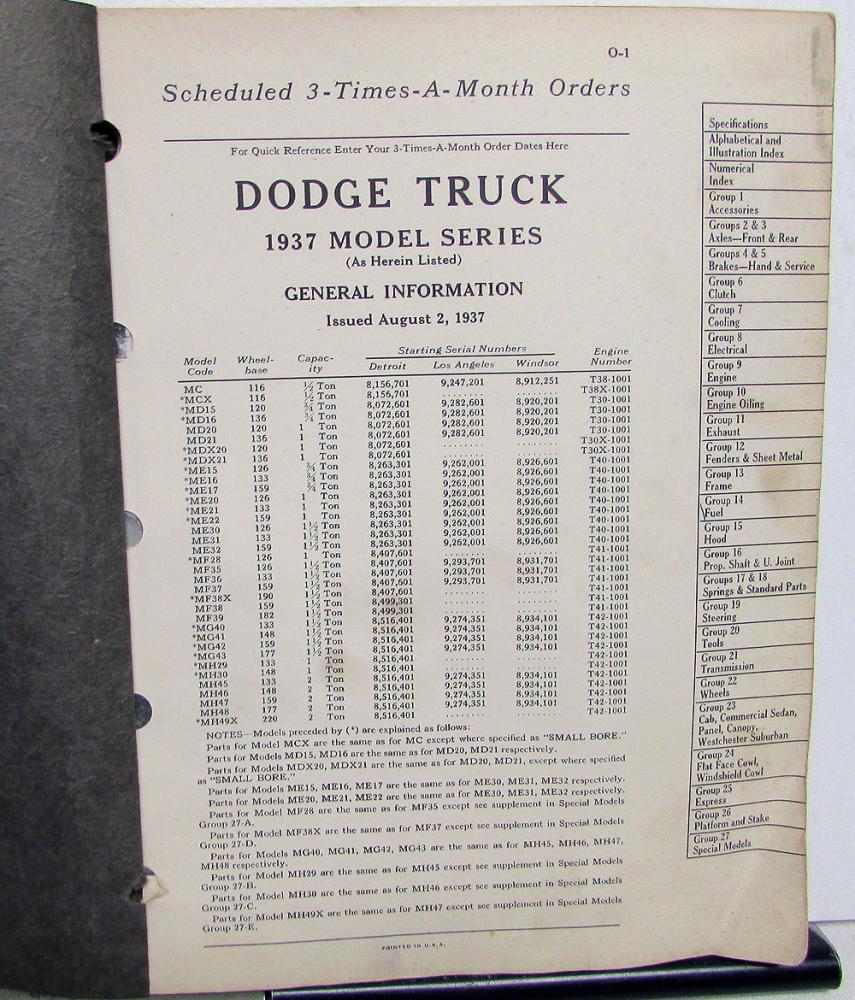 O-1
Scheduled 3-Times-A-Month Orders
For Quick Reference Enter Your 3-Times-A-Month Order Dates Here
DODGE TRUCK
1937 MODEL SERIES
(As Herein Listed)
GENERAL INFORMATION
Issued August 2, 1937
Starting Serial Numbers
Model Code Wheel-base Capac-ity Detroit Los Angeles Windsor Engine Number
MC 116 ½ Ton 8,156,701 9,247,201 8,912,251 T38-1001
*MCX 116 ½ Ton 8,156,701 ........ ........ T38X-1001
*MD15 120 ¾ Ton 8,072,601 9,282,601 8,920,201 T30-1001
*MD16 136 ¾ Ton 8,072,601 9,282,601 8,920,201 T30-1001
MD20 120 1 Ton 8,072,601 9,282,601 8,920,201 T30-1001
MD21 136 1 Ton 8,072,601 9,282,601 8,920,201 T30-1001
*MDX20 120 1 Ton 8,072,601 ........ ........ T30X-1001
*MDX21 136 1 Ton 8,072,601 ........ ........ T30X-1001
*ME15 126 ¾ Ton 8,263,301 9,262,001 8,926,601 T40-1001
*ME16 133 ¾ Ton 8,263,301 9,262,001 8,926,601 T40-1001
*ME17 159 ¾ Ton 8,263,301 9,262,001 8,926,601 T40-1001
*ME20 126 1 Ton 8,263,301 9,262,001 8,926,601 T40-1001
*ME21 133 1 Ton 8,263,301 9,262,001 8,926,601 T40-1001
*ME22 159 1 Ton 8,263,301 9,262,001 8,926,601 T40-1001
ME30 126 1½ Ton 8,263,301 9,262,001 8,926,601 T40-1001
ME31 133 1½ Ton 8,263,301 9,262,001 8,926,601 T40-1001
ME32 159 1½ Ton 8,263,301 9,262,001 8,926,601 T40-1001
*MF28 126 1 Ton 8,407,601 ........ ........ T41-1001
MF35 126 1½ Ton 8,407,601 9,293,701 8,931,701 T41-1001
MF36 133 1½ Ton 8,407,601 9,293,701 8,931,701 T41-1001
MF37 159 1½ Ton 8,407,601 9,293,701 8,931,701 T41-1001
*MF38X 190 1½ Ton 8,407,601 ........ ........ T41-1001
MF38 159 1½ Ton 8,499,301 ........ ........ T41-1001
MF39 182 1½ Ton 8,499,301 ........ ........ T41-1001
*MG40 133 1½ Ton 8,516,401 9,274,351 8,934,101 T42-1001
*MG41 148 1½ Ton 8,516,401 9,274,351 8,934,101 T42-1001
*MG42 159 1½ Ton 8,516,401 9,274,351 8,934,101 T42-1001
*MG43 177 1½ Ton 8,516,401 9,274,351 8,934,101 T42-1001
*MH29 133 1 Ton 8,516,401 ........ ........ T42-1001
*MH30 148 1 Ton 8,516,401 ........ ........ T42-1001
MH45 133 2 Ton 8,516,401 9,274,351 8,934,101 T42-1001
MH46 148 2 Ton 8,516,401 9,274,351 8,934,101 T42-1001
MH47 159 2 Ton 8,516,401 9,274,351 8,934,101 T42-1001
MH48 177 2 Ton 8,516,401 9,274,351 8,934,101 T42-1001
*MH49X 220 2 Ton 8,516,401 ........ ........ T42-1001
NOTES—Models preceded by (*) are explained as follows:
Parts for Model MCX are the same as for MC except where specified as "SMALL BORE."
Parts for Models MD15, MD16 are the same as for MD20, MD21 respectively.
Parts for Models MDX20, MDX21 are the same as for MD20, MD21, except where specified
as "SMALL BORE."
Parts for Models ME15, ME16, ME17 are the same as for ME30, ME31, ME32 respectively.
Parts for Models ME20, ME21, ME22 are the same as for ME30, ME31, ME32 respectively.
Parts for Model MF28 are the same as for MF35 except see supplement in Special Models
Group 27-A.
Parts for Model MF38X are the same as for MF37 except see supplement in Special Models
Group 27-D.
Parts for Models MG40, MG41, MG42, MG43 are the same as for MH45, MH46, MH47,
MH48 respectively.
Parts for Model MH29 are the same as for MH45 except see supplement in Special Models
Group 27-B.
Parts for Model MH30 are the same as for MH46 except see supplement in Special Models
Group 27-C.
Parts for Model MH49X are the same as for MH47 except see supplement in Special Models
Group 27-E.
PRINTED IN U.S.A.
Specifications
Alphabetical and
Illustration Index
Numerical
Index
Group 1
Accessories
Groups 2 & 3
Axles—Front & Rear
Groups 4 & 5
Brakes—Hand & Service
Group 6
Clutch
Group 7
Cooling
Group 8
Electrical
Group 9
Engine
Group 10
Engine Oiling
Group 11
Exhaust
Group 12
Fenders & Sheet Metal
Group 13
Frame
Group 14
Fuel
Group 15
Hood
Group 16
Prop. Shaft & U. Joint
Groups 17 & 18
Springs & Standard Parts
Group 19
Steering
Group 20
Tools
Group 21
Transmission
Group 22
Wheels
Group 23
Cab, Commercial Sedan,
Panel, Canopy,
Westchester Suburban
Group 24
Flat Face Cowl,
Windshield Cowl
Group 25
Express
Group 26
Platform and Stake
Group 27
Special Models